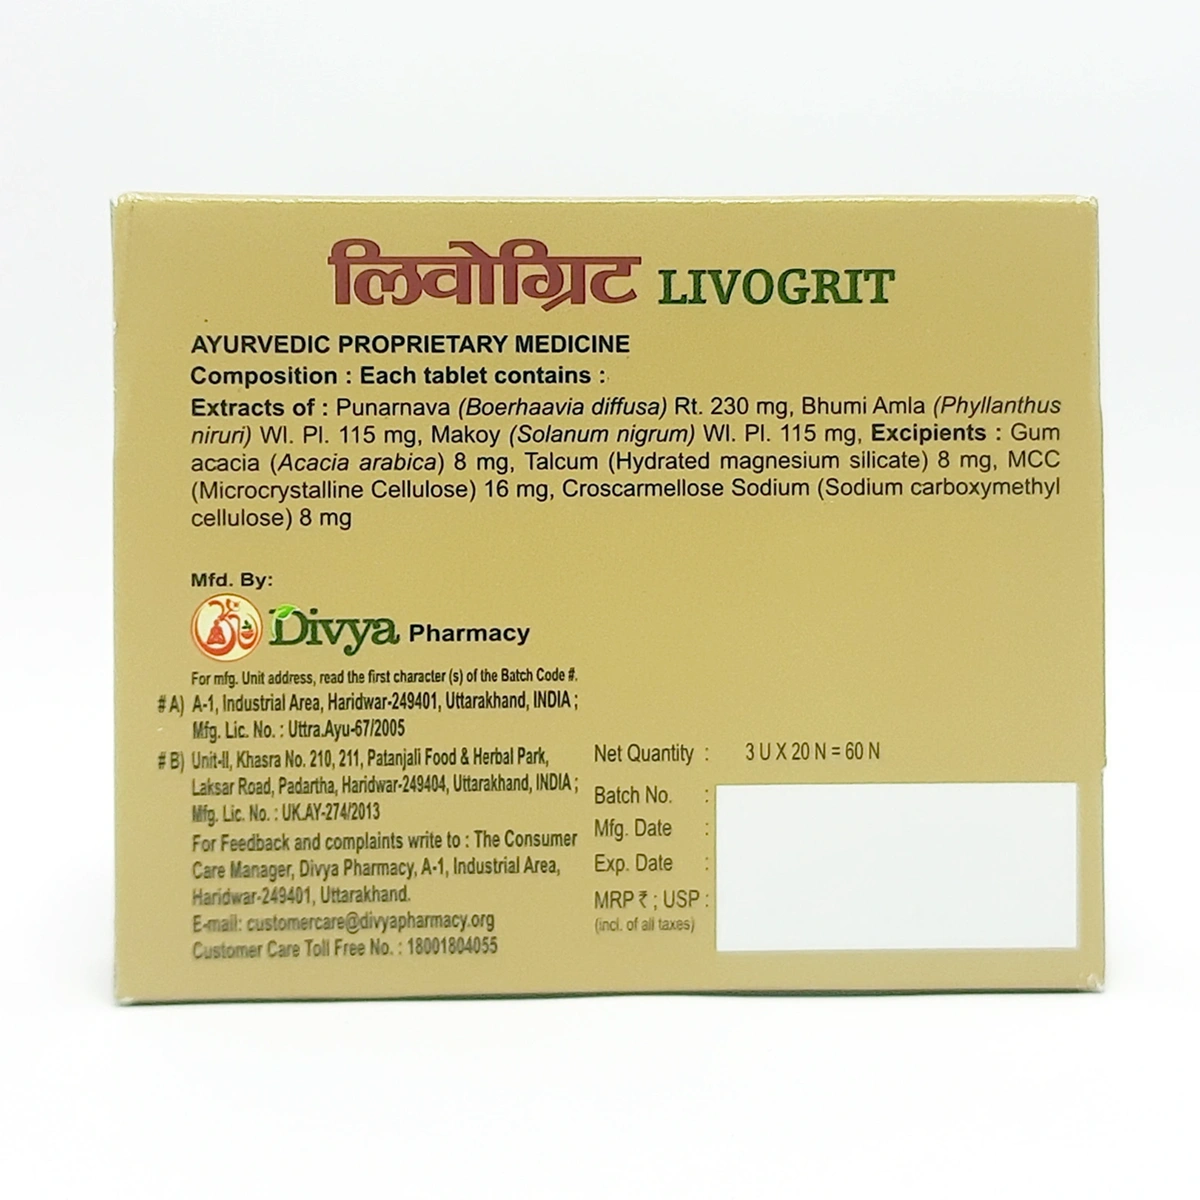 लिवोग्रिट LIVOGRIT
AYURVEDIC PROPRIETARY MEDICINE
Composition : Each tablet contains :
Extracts of : Punarnava (Boerhaavia diffusa) Rt. 230 mg, Bhumi Amla (Phyllanthus
niruri) Wl. Pl. 115 mg, Makoy (Solanum nigrum) Wl. Pl. 115 mg, Excipients : Gum
acacia (Acacia arabica) 8 mg, Talcum (Hydrated magnesium silicate) 8 mg, MCC
(Microcrystalline Cellulose) 16 mg, Croscarmellose Sodium (Sodium carboxymethyl
cellulose) 8 mg
Mfd. By:
Divya Pharmacy
For mfg. Unit address, read the first character (s) of the Batch Code #.
# A) A-1, Industrial Area, Haridwar-249401, Uttarakhand, INDIA ;
Mfg. Lic. No. : Uttra.Ayu-67/2005
# B) Unit-II, Khasra No. 210, 211, Patanjali Food & Herbal Park,
Laksar Road, Padartha, Haridwar-249404, Uttarakhand, INDIA ;
Mfg. Lic. No. : UK.AY-274/2013
For Feedback and complaints write to : The Consumer
Care Manager, Divya Pharmacy, A-1, Industrial Area,
Haridwar-249401, Uttarakhand.
E-mail: customercare@divyapharmacy.org
Customer Care Toll Free No. : 18001804055
Net Quantity : 3 U X 20 N = 60 N
Batch No. :
Mfg. Date :
Exp. Date :
MRP ₹ ; USP :
(incl. of all taxes)